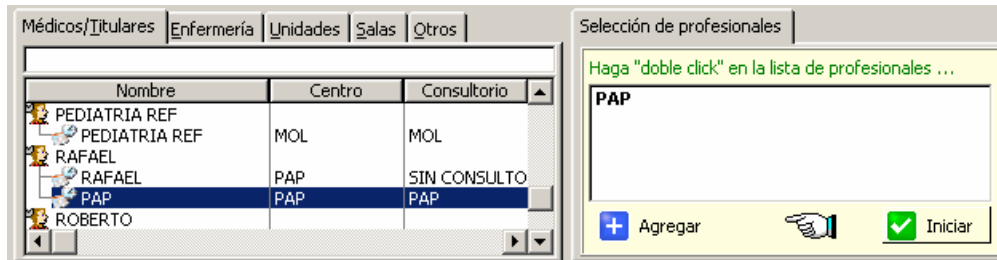 Médicos/Titulares Enfermería Unidades Salas Otros
Nombre Centro Consultorio
PEDIATRIA REF
PEDIATRIA REF MOL MOL
RAFAEL
RAFAEL PAP SIN CONSULTO
PAP PAP PAP
ROBERTO
Selección de profesionales
Haga "doble click" en la lista de profesionales ...
PAP
Agregar Iniciar